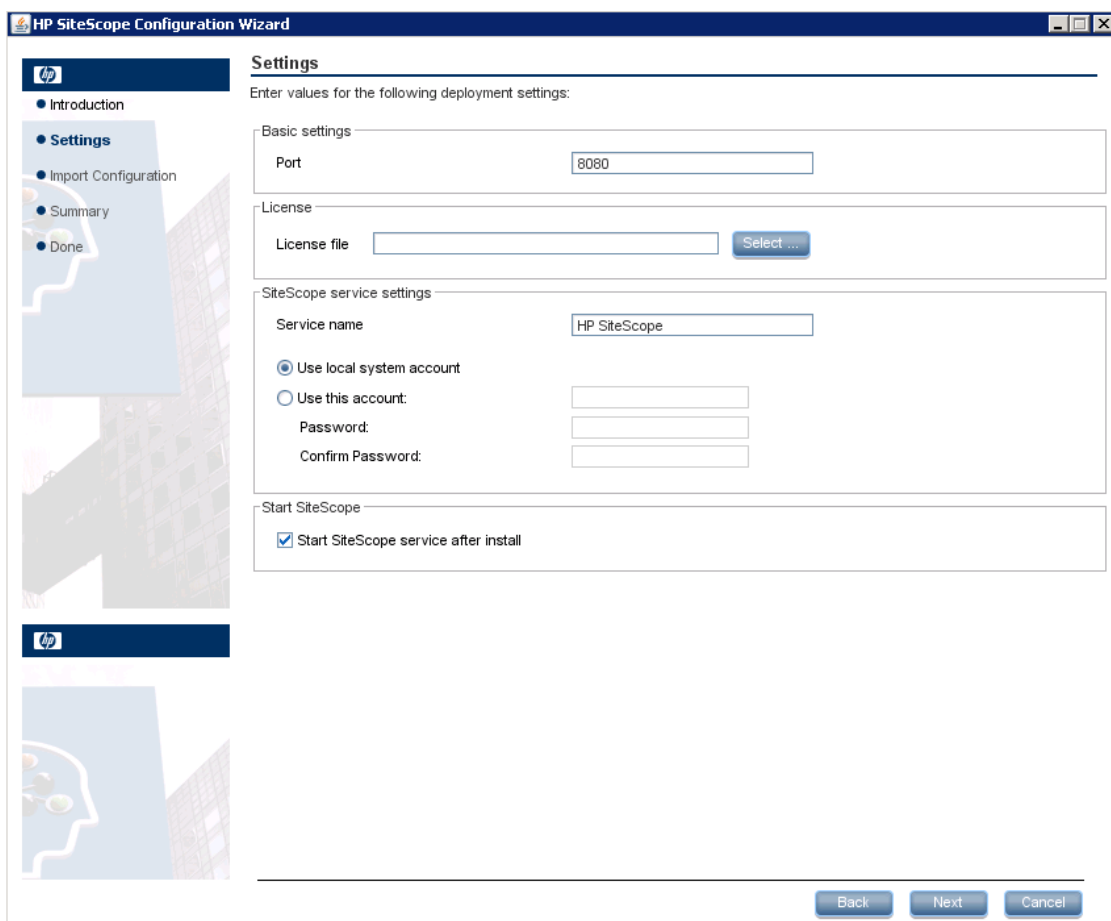 HP SiteScope Configuration Wizard
hp
Introduction
Settings
Import Configuration
Summary
Done
hp
Settings
Enter values for the following deployment settings:
Basic settings
Port 8080
License
License file Select ...
SiteScope service settings
Service name HP SiteScope
Use local system account
Use this account:
Password:
Confirm Password:
Start SiteScope
Start SiteScope service after install
Back Next Cancel